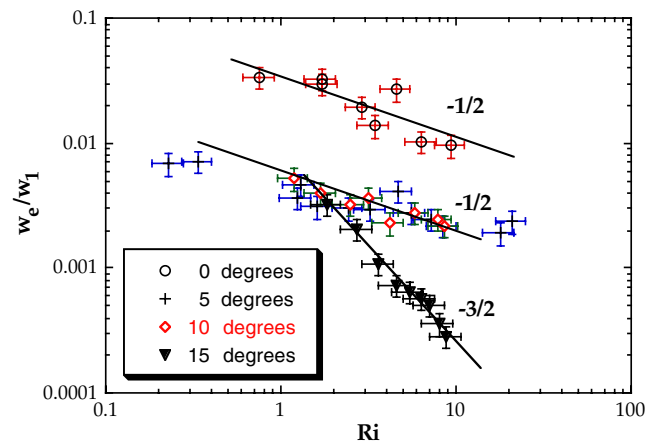 0.1
0.01
0.001
0.0001
w_e/w_1
-1/2
-1/2
-3/2
0 degrees
5 degrees
10 degrees
15 degrees
0.1 1 10 100
Ri